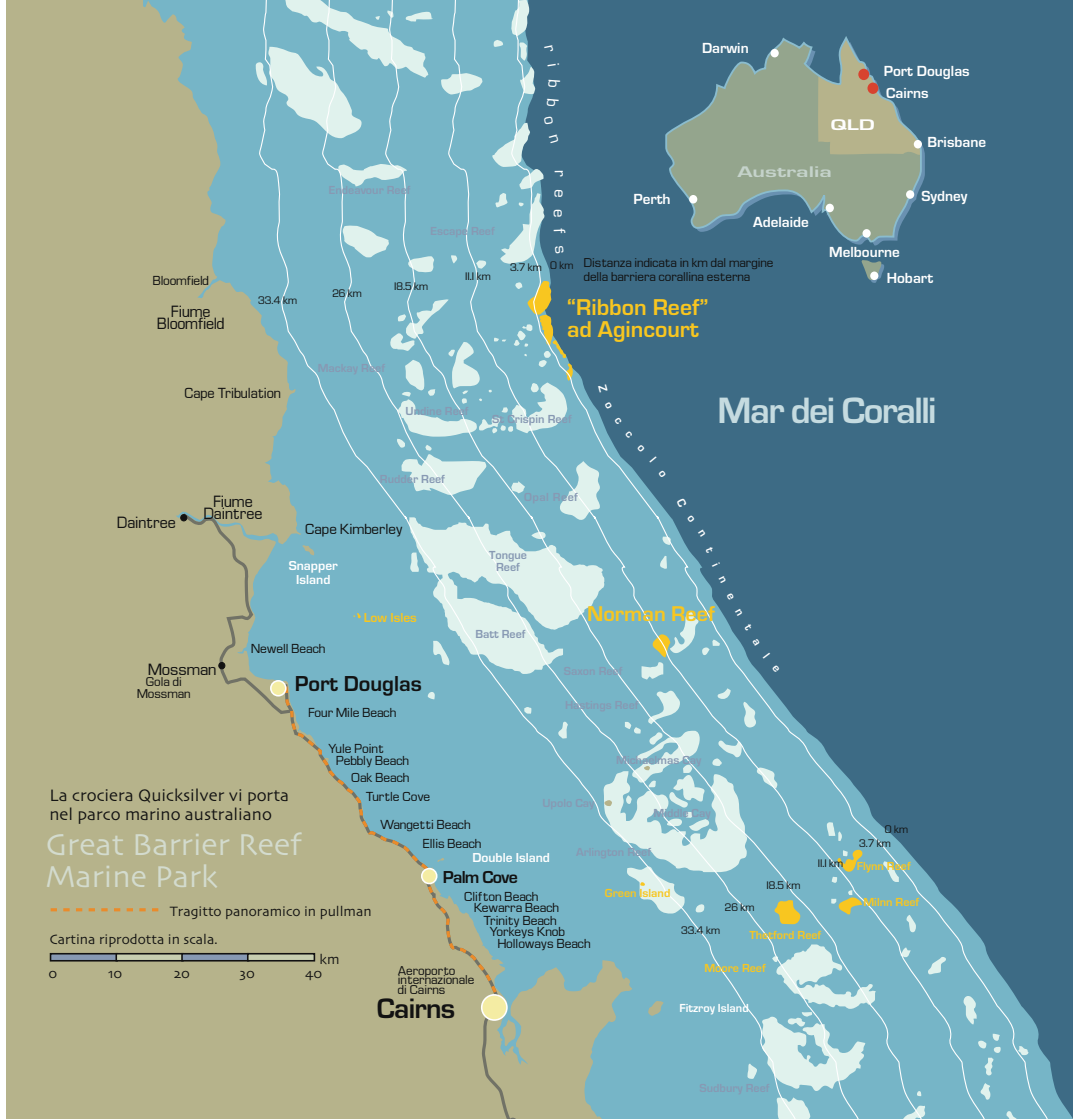 ribbon reefs
Darwin
Port Douglas
Cairns
QLD
Brisbane
Australia
Perth
Sydney
Adelaide
Melbourne
Hobart
Endeavour Reef
Escape Reef
Bloomfield
Fiume
Bloomfield
33.4 km
26 km
18.5 km
11.1 km
3.7 km
0 km
Distanza indicata in km dal margine
della barriera corallina esterna
“Ribbon Reef”
ad Agincourt
Mackay Reef
Cape Tribulation
Undine Reef
St Crispin Reef
Zoccolo Continentale
Mar dei Coralli
Rudder Reef
Opal Reef
Fiume
Daintree
Daintree
Cape Kimberley
Snapper
Island
Tongue
Reef
Low Isles
Norman Reef
Batt Reef
Newell Beach
Mossman
Gola di
Mossman
Saxon Reef
Port Douglas
Hastings Reef
Four Mile Beach
Yule Point
Pebbly Beach
Michaelmas Cay
Oak Beach
Turtle Cove
Upolo Cay
Middle Cay
La crociera Quicksilver vi porta
nel parco marino australiano
Great Barrier Reef
Marine Park
Wangetti Beach
Ellis Beach
Double Island
Arlington Reef
0 km
3.7 km
11.1 km
Flynn Reef
Palm Cove
Green Island
18.5 km
Clifton Beach
Kewarra Beach
Trinity Beach
Yorkeys Knob
Holloways Beach
26 km
Milnn Reef
Tragitto panoramico in pullman
33.4 km
Thetford Reef
Cartina riprodotta in scala.
km
0 10 20 30 40
Moore Reef
Aeroporto
internazionale
di Cairns
Cairns
Fitzroy Island
Sudbury Reef